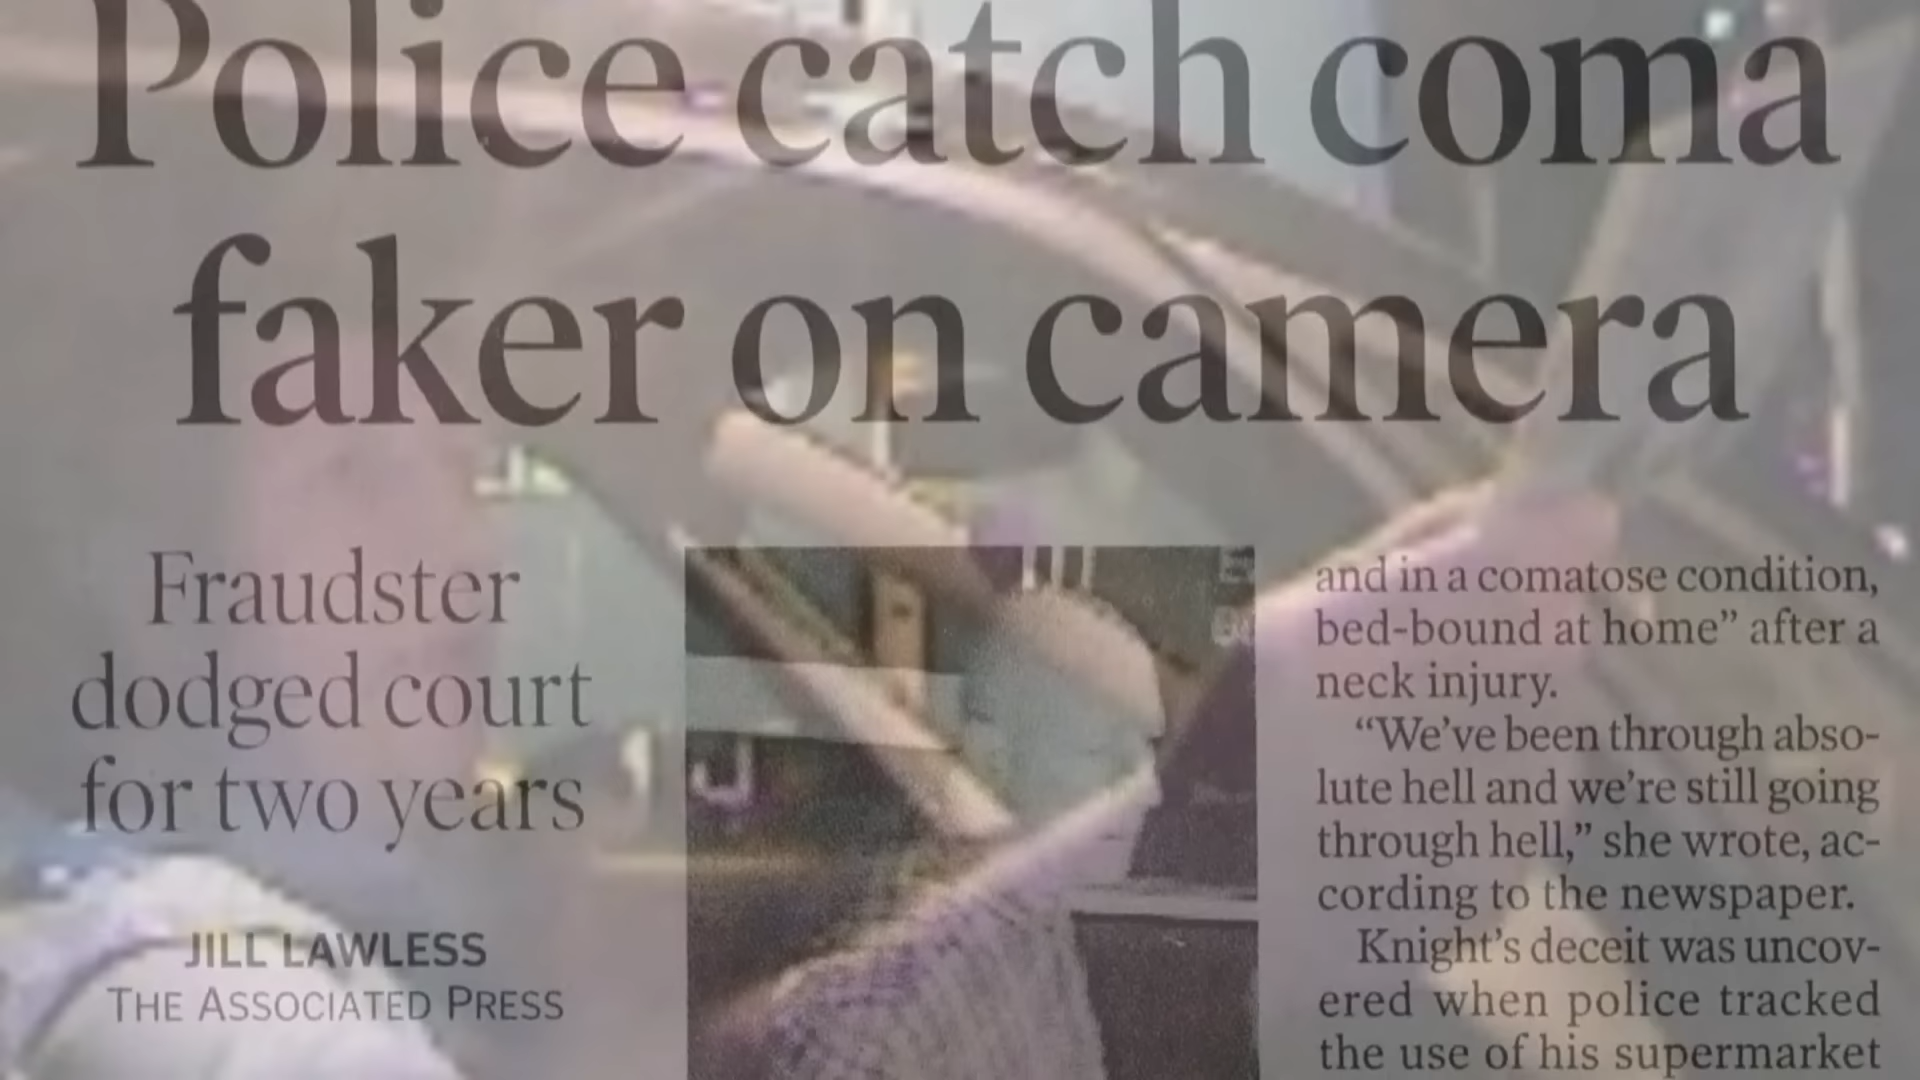 Police catch coma
faker on camera
Fraudster
dodged court
for two years
JILL LAWLESS
THE ASSOCIATED PRESS
and in a comatose condition,
bed-bound at home” after a
neck injury.
“We’ve been through abso-
lute hell and we’re still going
through hell,” she wrote, ac-
cording to the newspaper.
Knight’s deceit was uncov-
ered when police tracked
the use of his supermarket